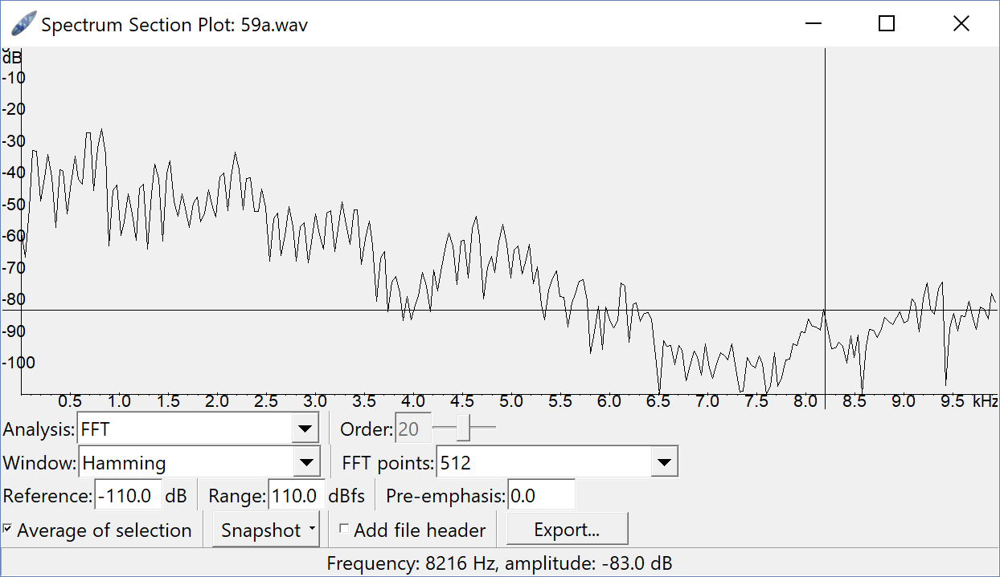 Spectrum Section Plot: 59a.wav
dB
-10
-20
-30
-40
-50
-60
-70
-80
-90
-100
0.5 1.0 1.5 2.0 2.5 3.0 3.5 4.0 4.5 5.0 5.5 6.0 6.5 7.0 7.5 8.0 8.5 9.0 9.5 kHz
Analysis: FFT Order: 20
Window: Hamming FFT points: 512
Reference: -110.0 dB Range: 110.0 dBfs Pre-emphasis: 0.0
Average of selection Snapshot Add file header Export...
Frequency: 8216 Hz, amplitude: -83.0 dB